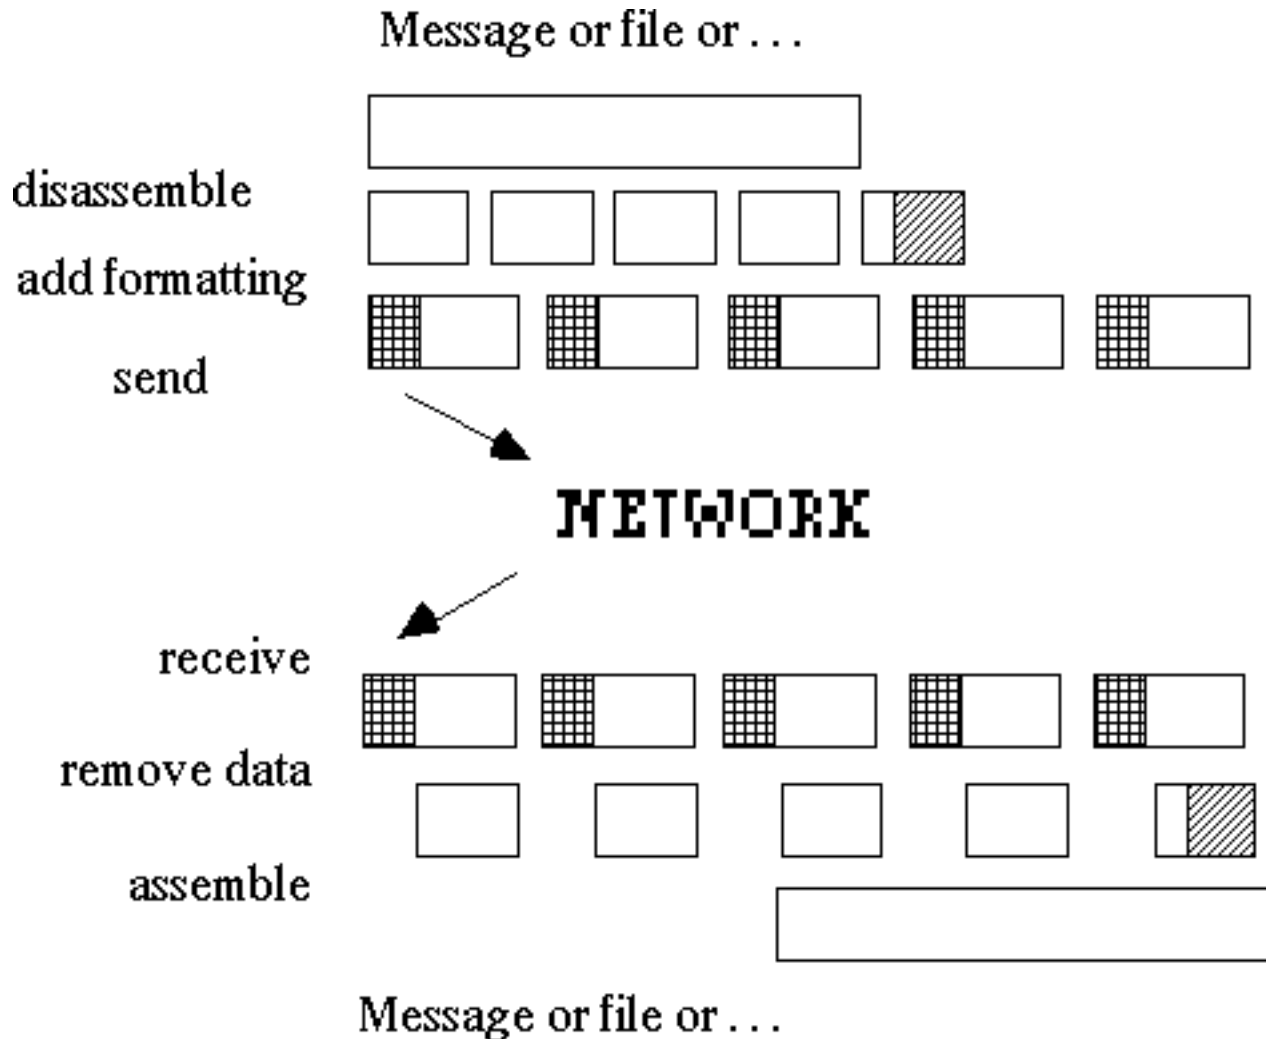 Message or file or . . .
disassemble
add formatting
send
NETWORK
receive
remove data
assemble
Message or file or . . .